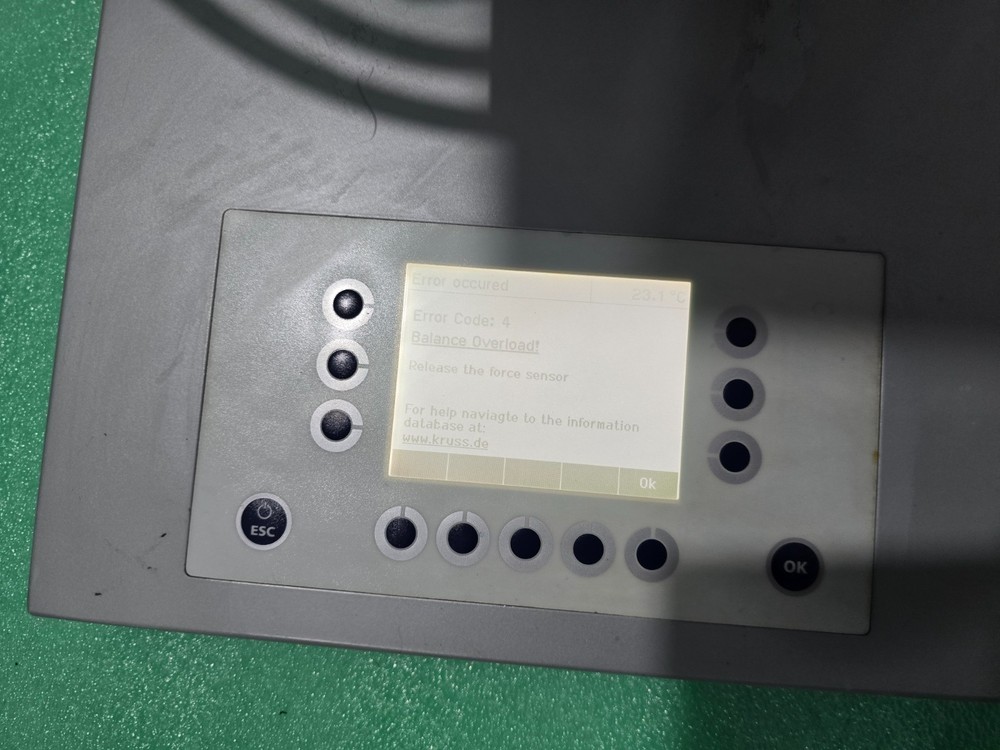 Error occured
23.1 °C
Error Code: 4
Balance Overload!
Release the force sensor
For help naviagte to the information
database at:
www.kruss.de
Ok
ESC
OK